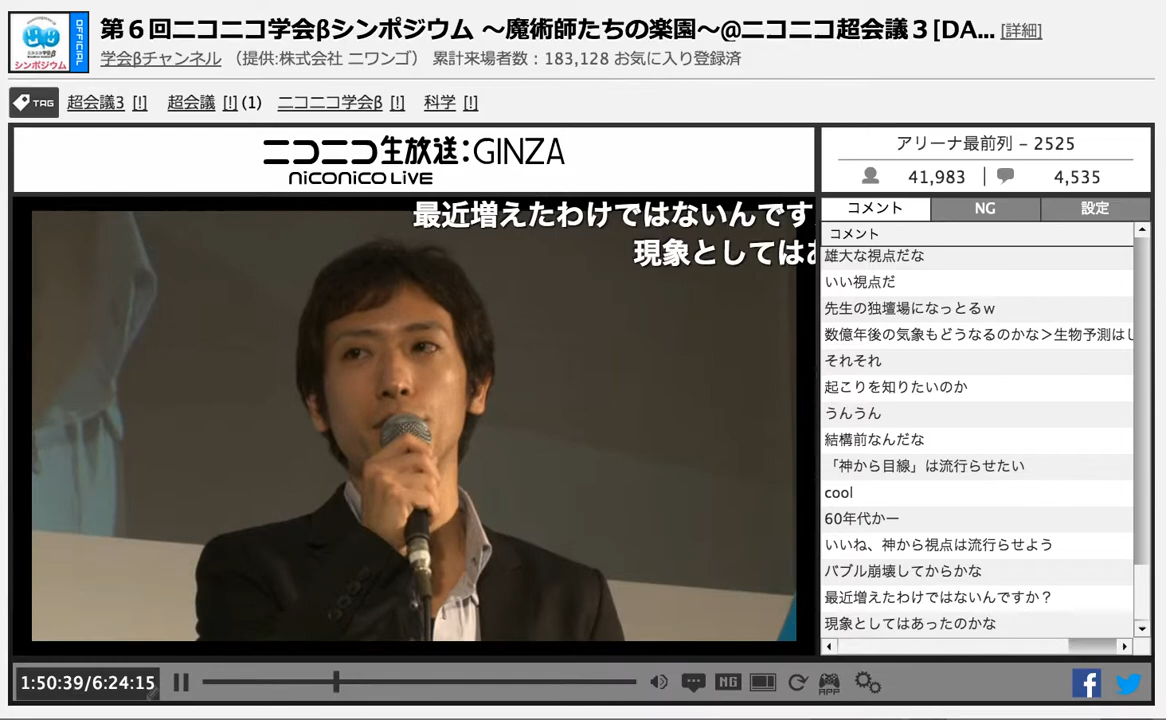 第６回ニコニコ学会βシンポジウム ～魔術師たちの楽園～@ニコニコ超会議３[DA... [詳細]
学会βチャンネル （提供:株式会社 ニワンゴ） 累計来場者数：183,128 お気に入り登録済
シンポジウム
OFFICIAL
TAG 超会議3 [!] 超会議 [!](1) ニコニコ学会β [!] 科学 [!]
ニコニコ生放送:GINZA
niconico Live
アリーナ最前列 − 2525
41,983 | 4,535
コメント NG 設定
コメント
最近増えたわけではないんです
現象としてはあ
雄大な視点だな
いい視点だ
先生の独壇場になっとるｗ
数億年後の気象もどうなるのかな＞生物予測はし
それそれ
起こりを知りたいのか
うんうん
結構前なんだな
「神から目線」は流行らせたい
cool
60年代かー
いいね、神から視点は流行らせよう
バブル崩壊してからかな
最近増えたわけではないんですか？
現象としてはあったのかな
1:50:39/6:24:15
NG
APP